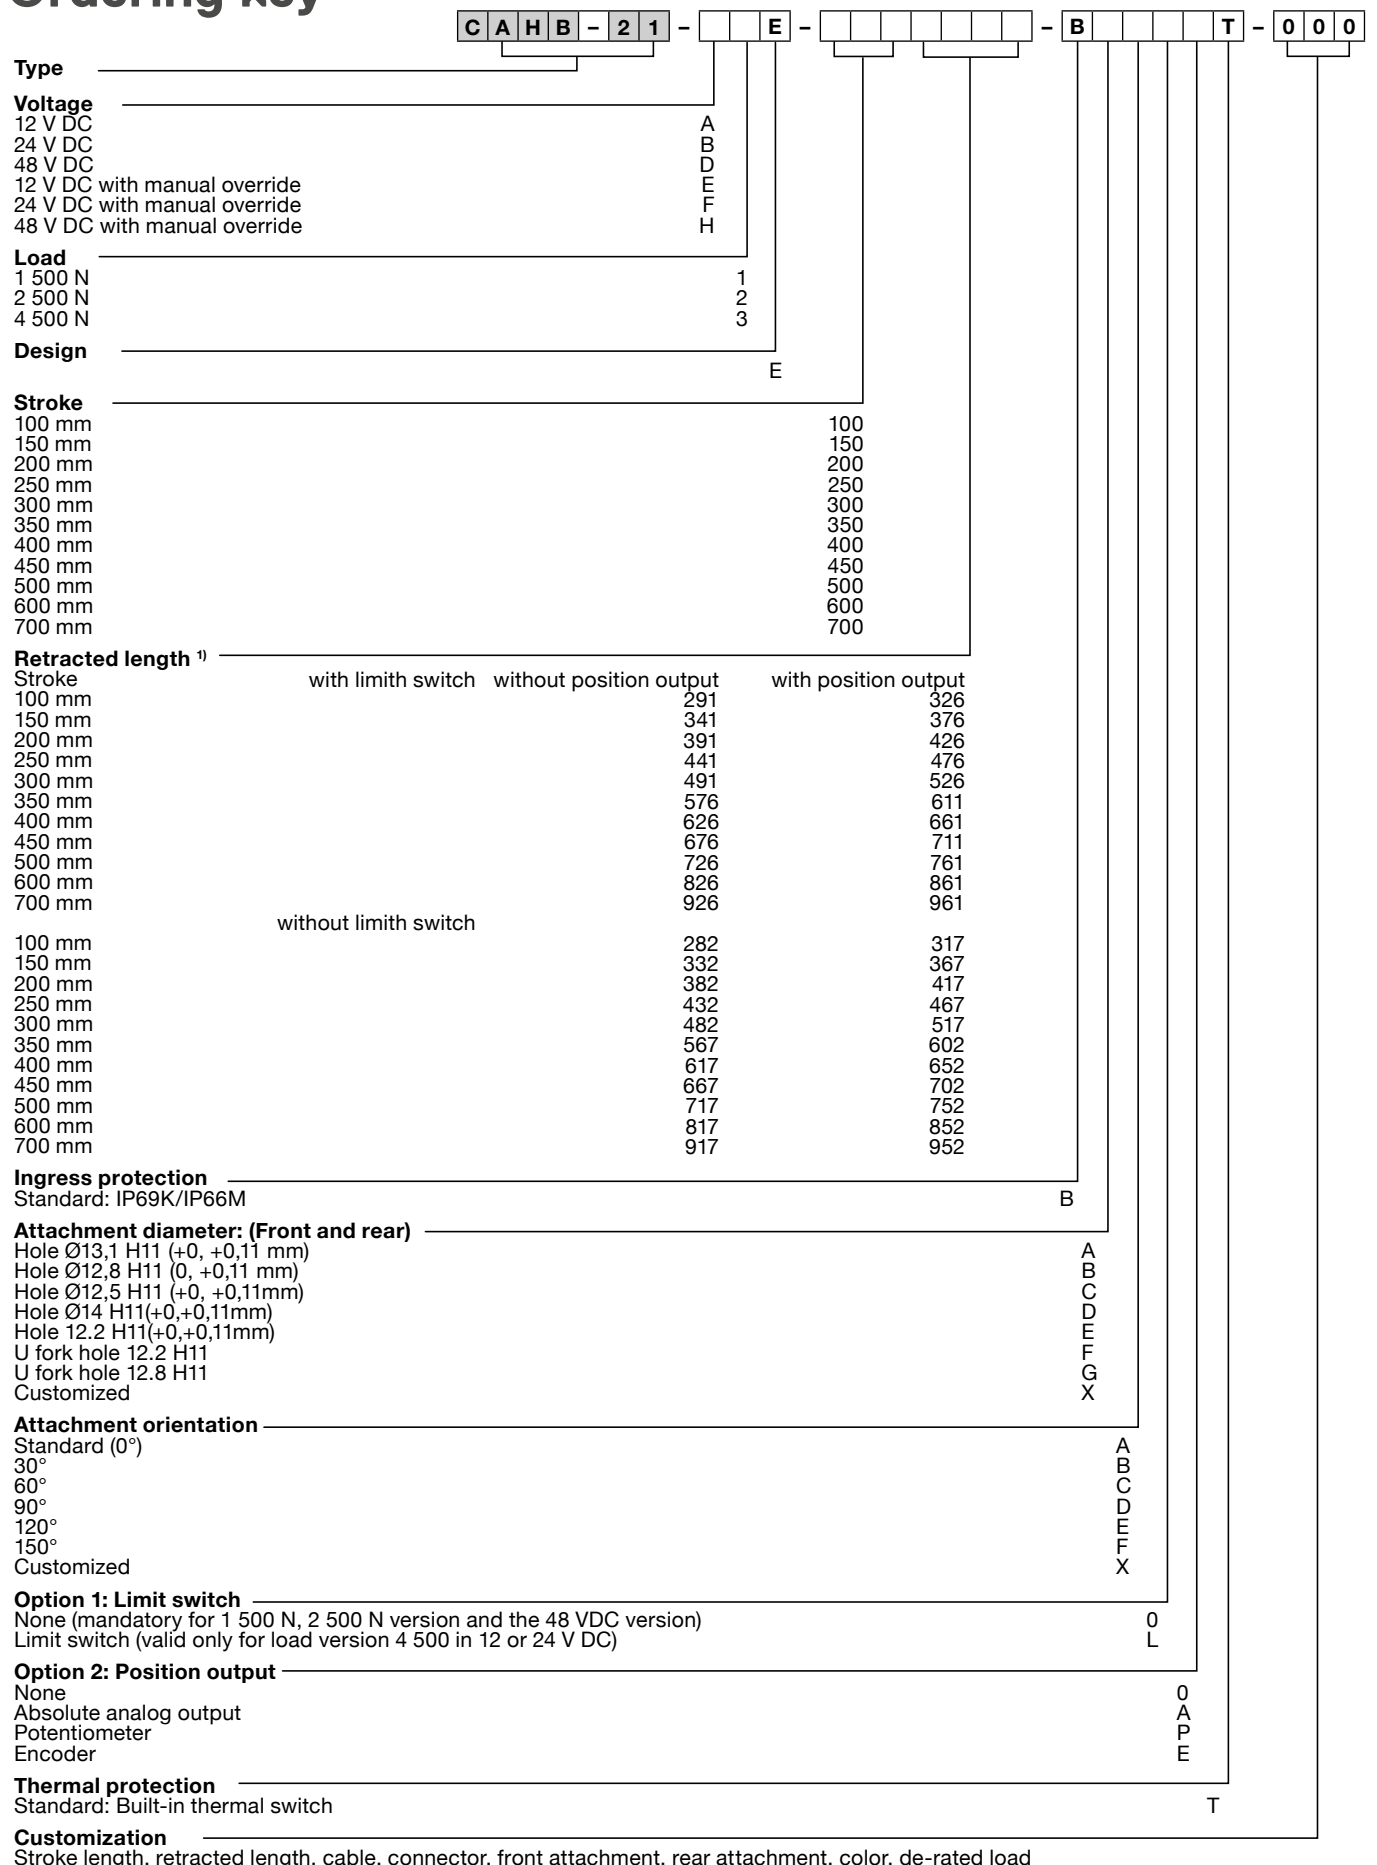 Ordering key
C A H B – 2 1 – E – – B T – 0 0 0
Type
Voltage
12 V DC A
24 V DC B
48 V DC D
12 V DC with manual override E
24 V DC with manual override F
48 V DC with manual override H
Load
1 500 N 1
2 500 N 2
4 500 N 3
Design
E
Stroke
100 mm 100
150 mm 150
200 mm 200
250 mm 250
300 mm 300
350 mm 350
400 mm 400
450 mm 450
500 mm 500
600 mm 600
700 mm 700
Retracted length 1)
Stroke with limith switch without position output with position output
100 mm 291 326
150 mm 341 376
200 mm 391 426
250 mm 441 476
300 mm 491 526
350 mm 576 611
400 mm 626 661
450 mm 676 711
500 mm 726 761
600 mm 826 861
700 mm 926 961
without limith switch
100 mm 282 317
150 mm 332 367
200 mm 382 417
250 mm 432 467
300 mm 482 517
350 mm 567 602
400 mm 617 652
450 mm 667 702
500 mm 717 752
600 mm 817 852
700 mm 917 952
Ingress protection
Standard: IP69K/IP66M B
Attachment diameter: (Front and rear)
Hole Ø13,1 H11 (+0, +0,11 mm) A
Hole Ø12,8 H11 (0, +0,11 mm) B
Hole Ø12,5 H11 (+0, +0,11mm) C
Hole Ø14 H11(+0,+0,11mm) D
Hole 12.2 H11(+0,+0,11mm) E
U fork hole 12.2 H11 F
U fork hole 12.8 H11 G
Customized X
Attachment orientation
Standard (0°) A
30° B
60° C
90° D
120° E
150° F
Customized X
Option 1: Limit switch
None (mandatory for 1 500 N, 2 500 N version and the 48 VDC version) 0
Limit switch (valid only for load version 4 500 in 12 or 24 V DC) L
Option 2: Position output
None 0
Absolute analog output A
Potentiometer P
Encoder E
Thermal protection
Standard: Built-in thermal switch T
Customization
Stroke length, retracted length, cable, connector, front attachment, rear attachment, color, de-rated load